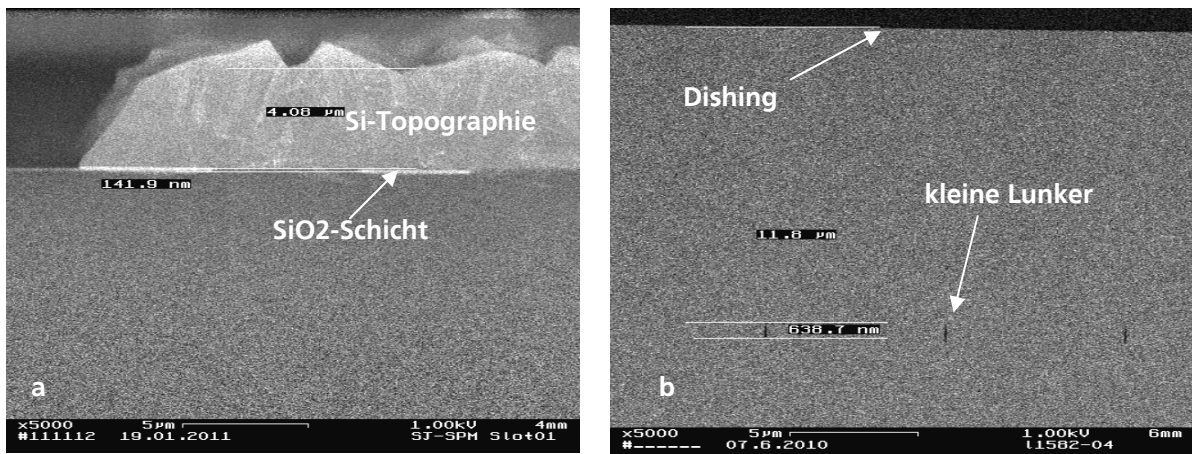 4.08 µm
Si-Topographie
141.9 nm
SiO2-Schicht
a
x5000 5µm 1.00kV 4mm
#111112 19.01.2011 SJ-SPM Slot01
Dishing
kleine Lunker
11.8 µm
638.7 nm
b
x5000 5µm 1.00kV 6mm
#------ 07.6.2010 l1582-04